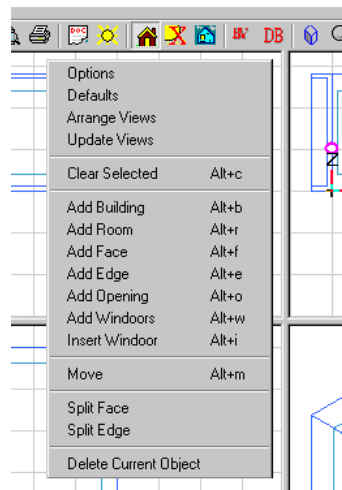 DOC
BV DB
Options
Defaults
Arrange Views
Update Views
Clear Selected Alt+c
Add Building Alt+b
Add Room Alt+r
Add Face Alt+f
Add Edge Alt+e
Add Opening Alt+o
Add Windoors Alt+w
Insert Windoor Alt+i
Move Alt+m
Split Face
Split Edge
Delete Current Object
Z